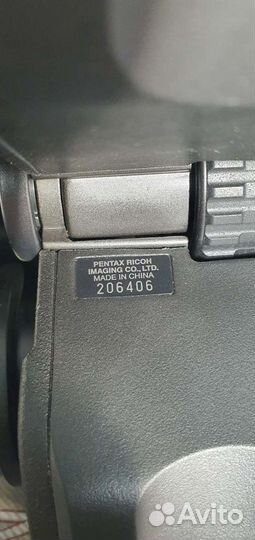 PENTAX RICOH
IMAGING CO., LTD.
MADE IN CHINA
206406
Avito